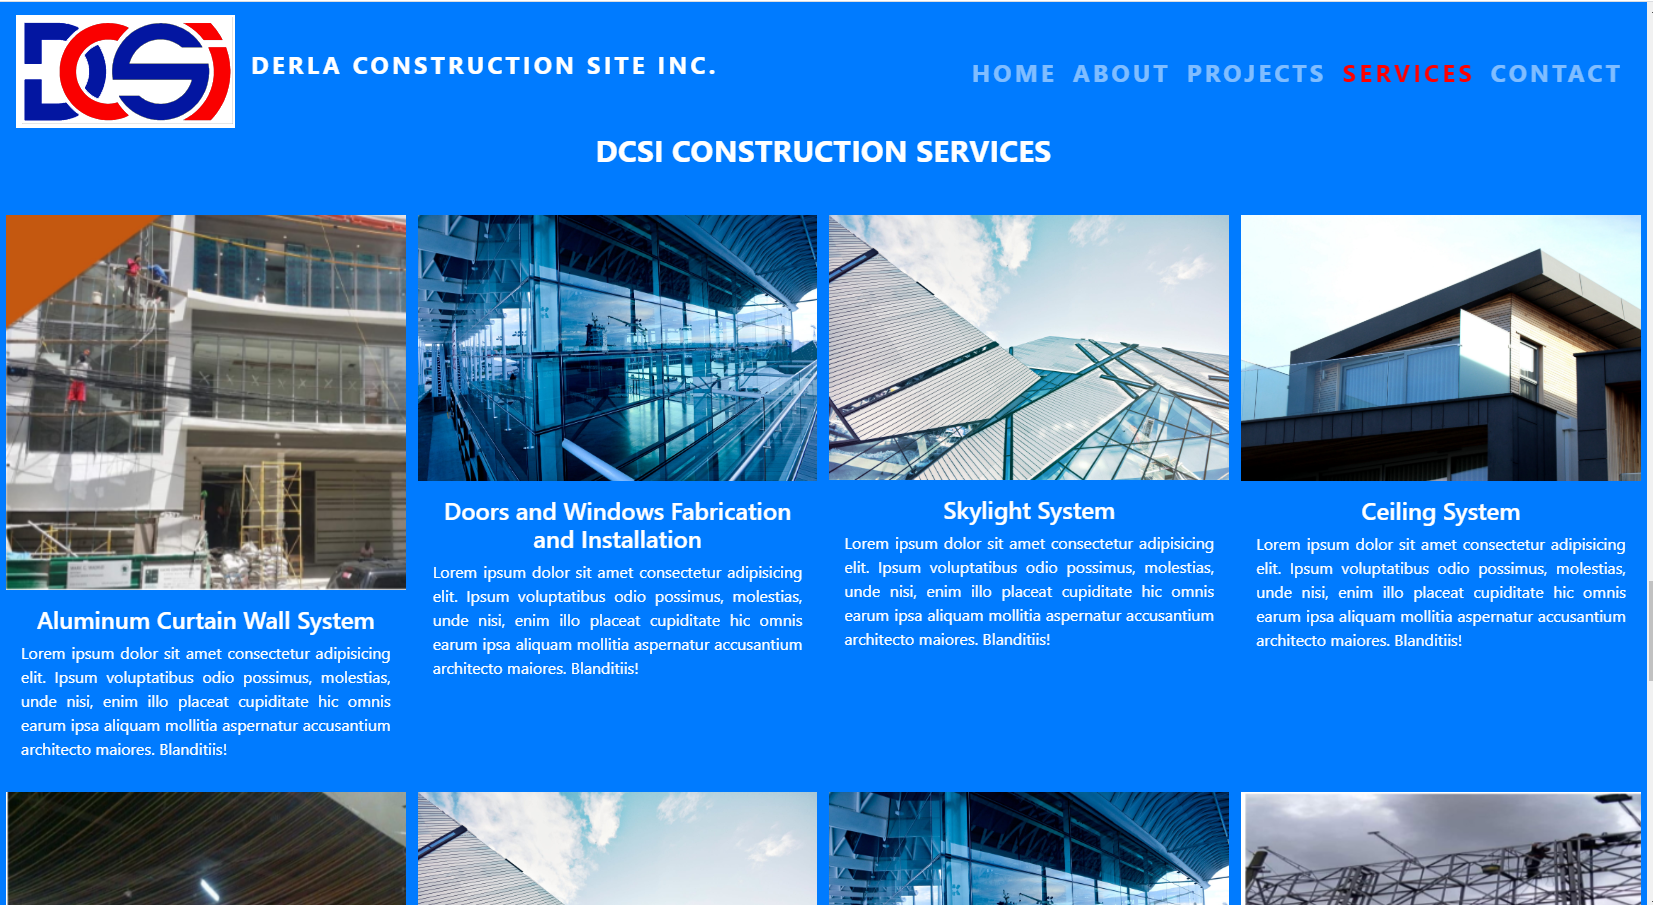 DCSi
DERLA CONSTRUCTION SITE INC.
HOME ABOUT PROJECTS SERVICES CONTACT
DCSI CONSTRUCTION SERVICES
Aluminum Curtain Wall System
Lorem ipsum dolor sit amet consectetur adipisicing
elit. Ipsum voluptatibus odio possimus, molestias,
unde nisi, enim illo placeat cupiditate hic omnis
earum ipsa aliquam mollitia aspernatur accusantium
architecto maiores. Blanditiis!
Doors and Windows Fabrication
and Installation
Lorem ipsum dolor sit amet consectetur adipisicing
elit. Ipsum voluptatibus odio possimus, molestias,
unde nisi, enim illo placeat cupiditate hic omnis
earum ipsa aliquam mollitia aspernatur accusantium
architecto maiores. Blanditiis!
Skylight System
Lorem ipsum dolor sit amet consectetur adipisicing
elit. Ipsum voluptatibus odio possimus, molestias,
unde nisi, enim illo placeat cupiditate hic omnis
earum ipsa aliquam mollitia aspernatur accusantium
architecto maiores. Blanditiis!
Ceiling System
Lorem ipsum dolor sit amet consectetur adipisicing
elit. Ipsum voluptatibus odio possimus, molestias,
unde nisi, enim illo placeat cupiditate hic omnis
earum ipsa aliquam mollitia aspernatur accusantium
architecto maiores. Blanditiis!